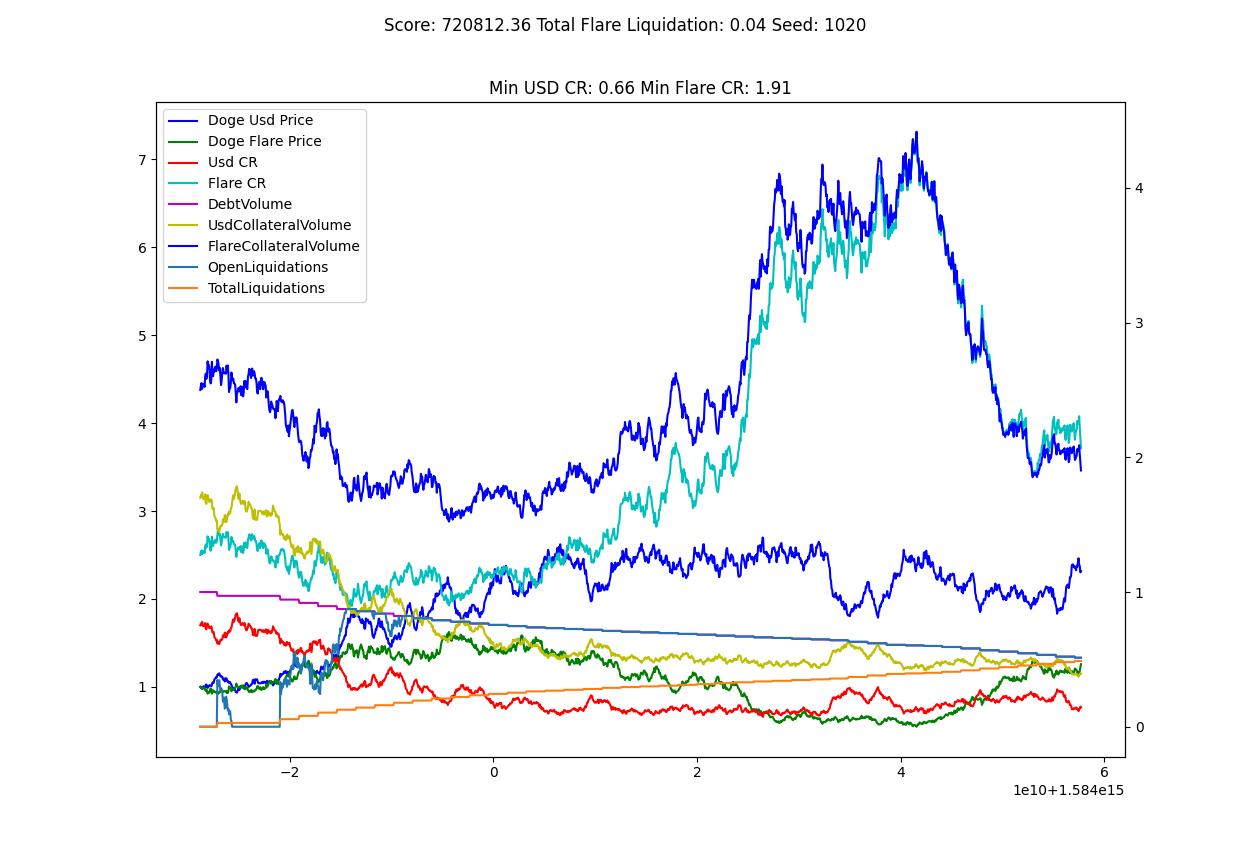 Score: 720812.36 Total Flare Liquidation: 0.04 Seed: 1020
Min USD CR: 0.66 Min Flare CR: 1.91
Doge Usd Price
Doge Flare Price
Usd CR
Flare CR
DebtVolume
UsdCollateralVolume
FlareCollateralVolume
OpenLiquidations
TotalLiquidations
7
6
5
4
3
2
1
4
3
2
1
0
−2
0
2
4
6
1e10+1.584e15